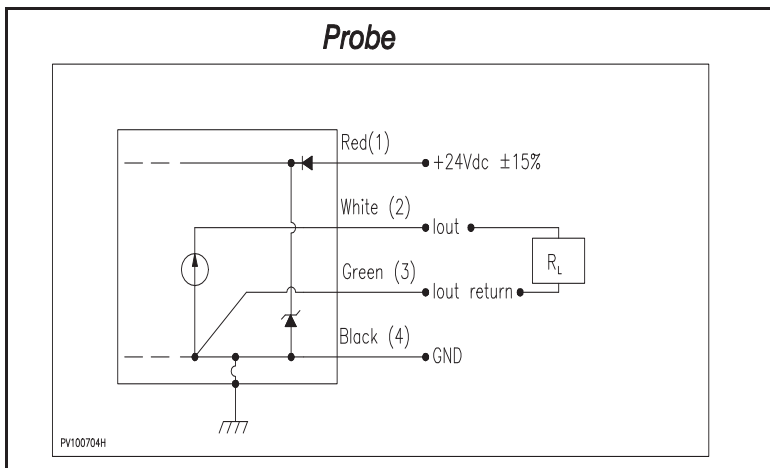 Probe
Red(1)
+24Vdc ±15%
White (2)
Iout
RL
Green (3)
Iout return
Black (4)
GND
PV100704H